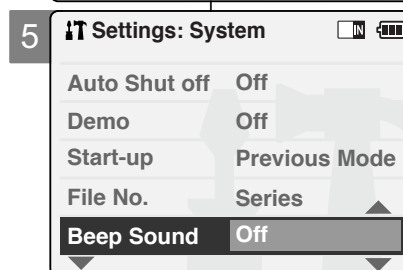 5
Settings: System
IN
Auto Shut off Off
Demo Off
Start-up Previous Mode
File No. Series
Beep Sound Off